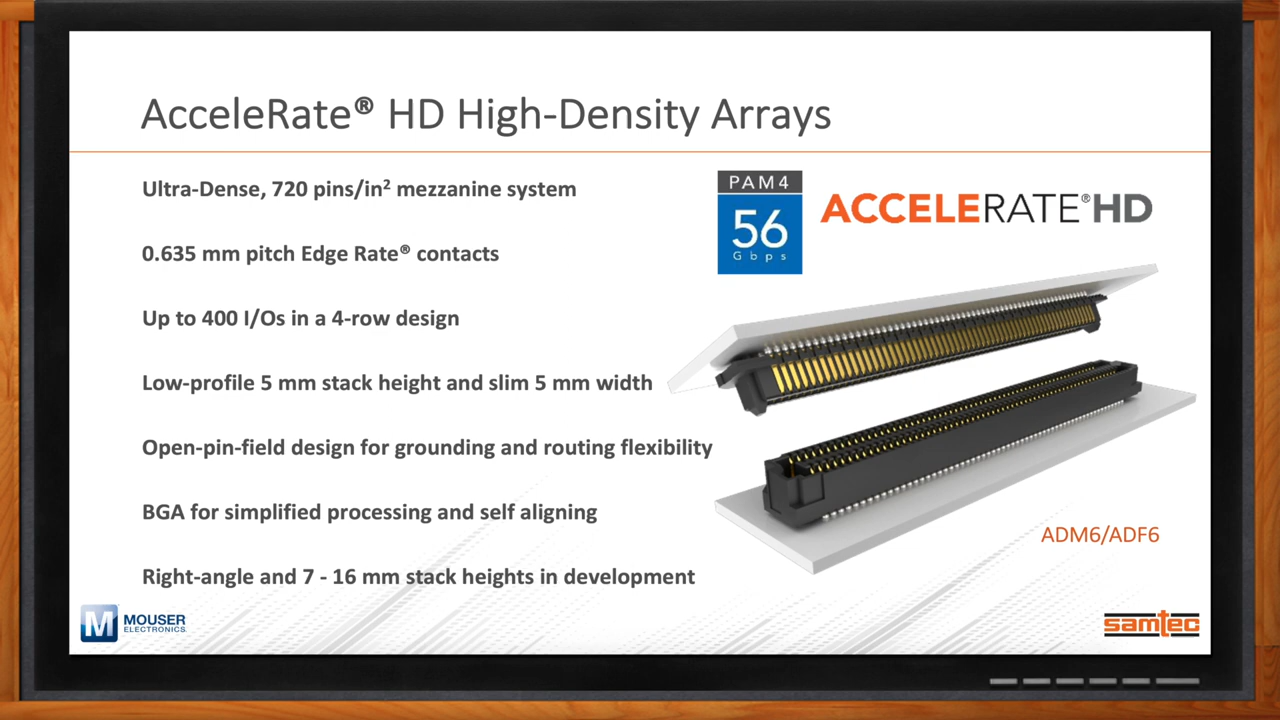 AcceleRate® HD High-Density Arrays
Ultra-Dense, 720 pins/in² mezzanine system
0.635 mm pitch Edge Rate® contacts
Up to 400 I/Os in a 4-row design
Low-profile 5 mm stack height and slim 5 mm width
Open-pin-field design for grounding and routing flexibility
BGA for simplified processing and self aligning
Right-angle and 7 - 16 mm stack heights in development
PAM4
56
Gbps
ACCELERATE®HD
ADM6/ADF6
M MOUSER
ELECTRONICS.
samtec